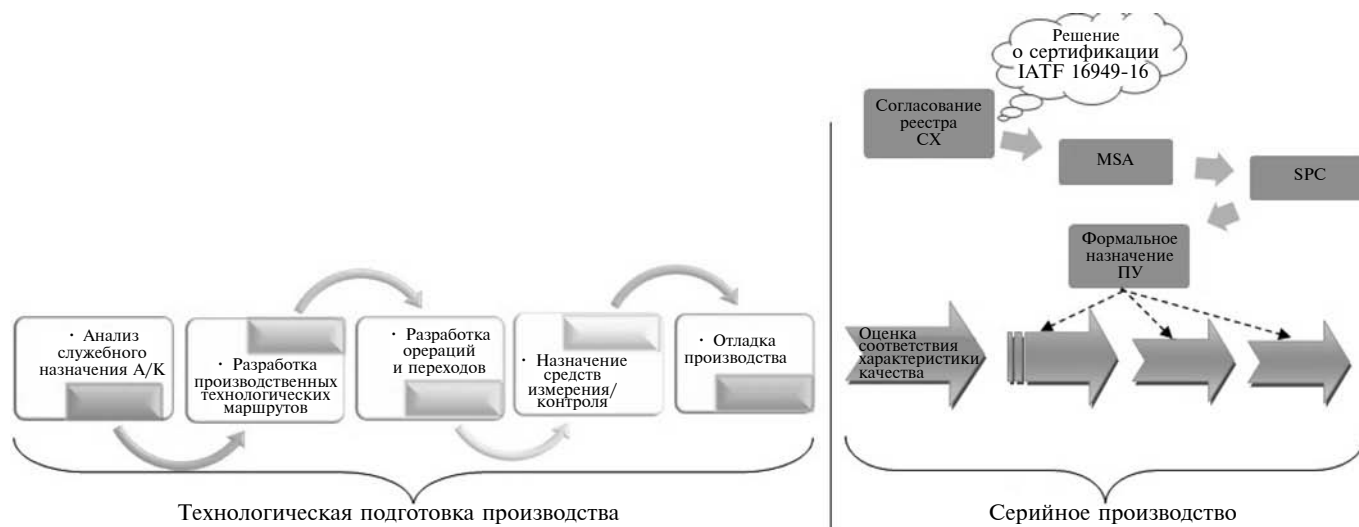 Решение
о сертификации
IATF 16949-16
Согласование
реестра
СХ
MSA
SPC
Формальное
назначение
ПУ
· Анализ
служебного
назначения А/К
· Разработка
производственных
технологических
маршрутов
· Разработка
орераций
и переходов
· Назначение
средств
измерения/
контроля
· Отладка
производства
Оценка
соответствия
характеристики
качества
Технологическая подготовка производства
Серийное производство